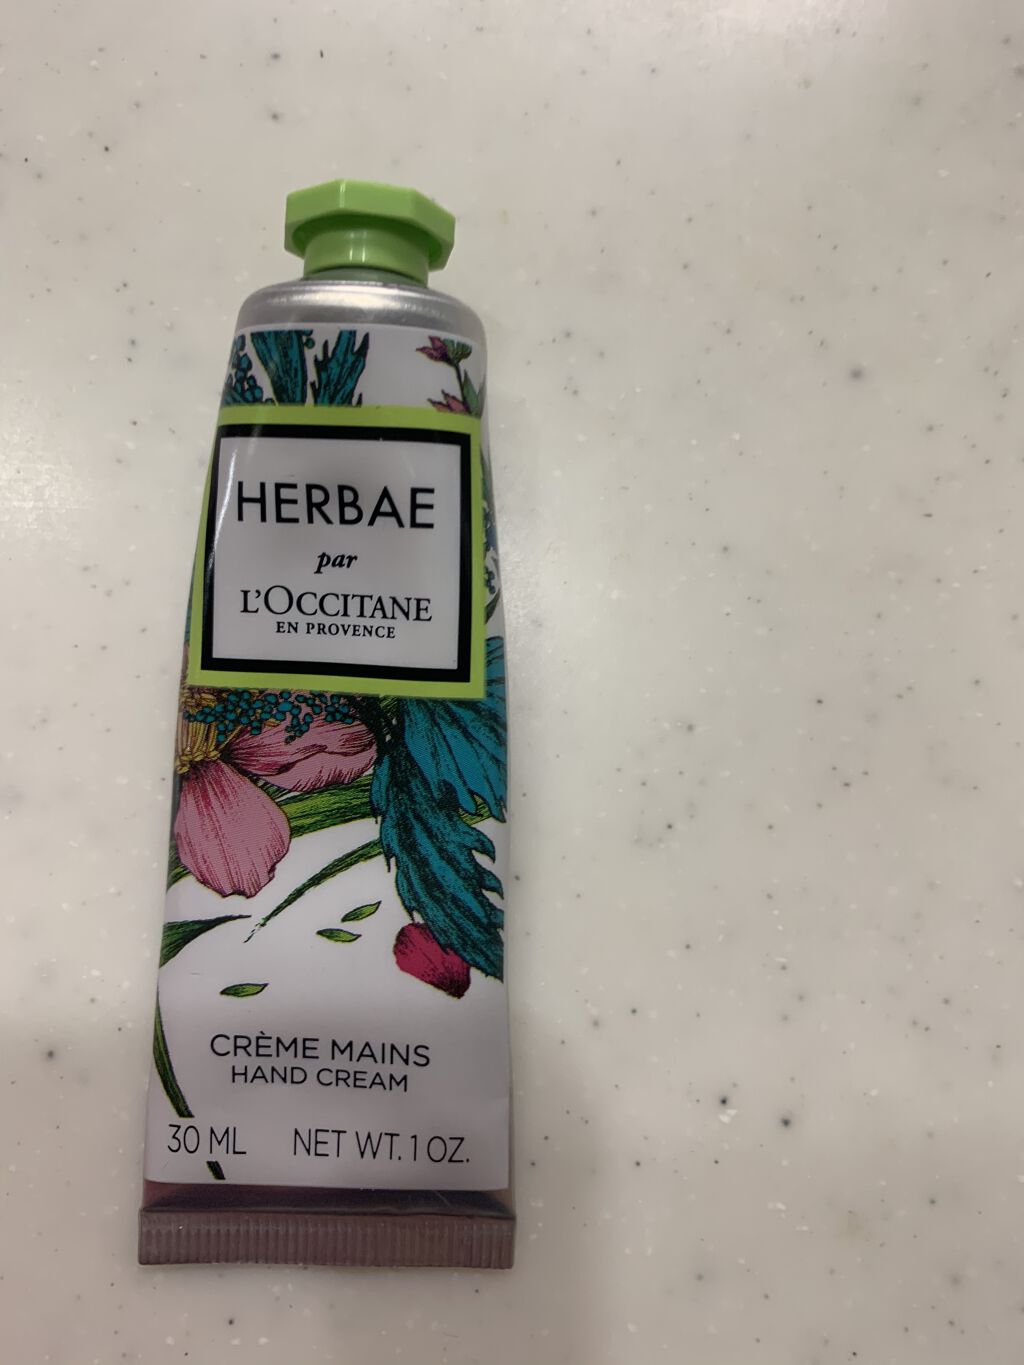 HERBAE
par
L'OCCITANE
EN PROVENCE
CRÈME MAINS
HAND CREAM
30 ML NET WT. 1 OZ.